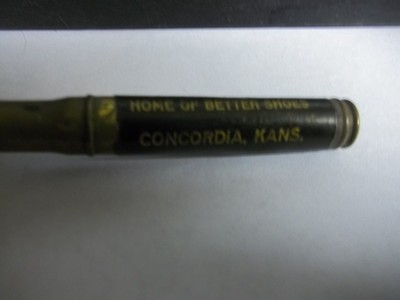 HOME OF BETTER SHOES
CONCORDIA, KANS.